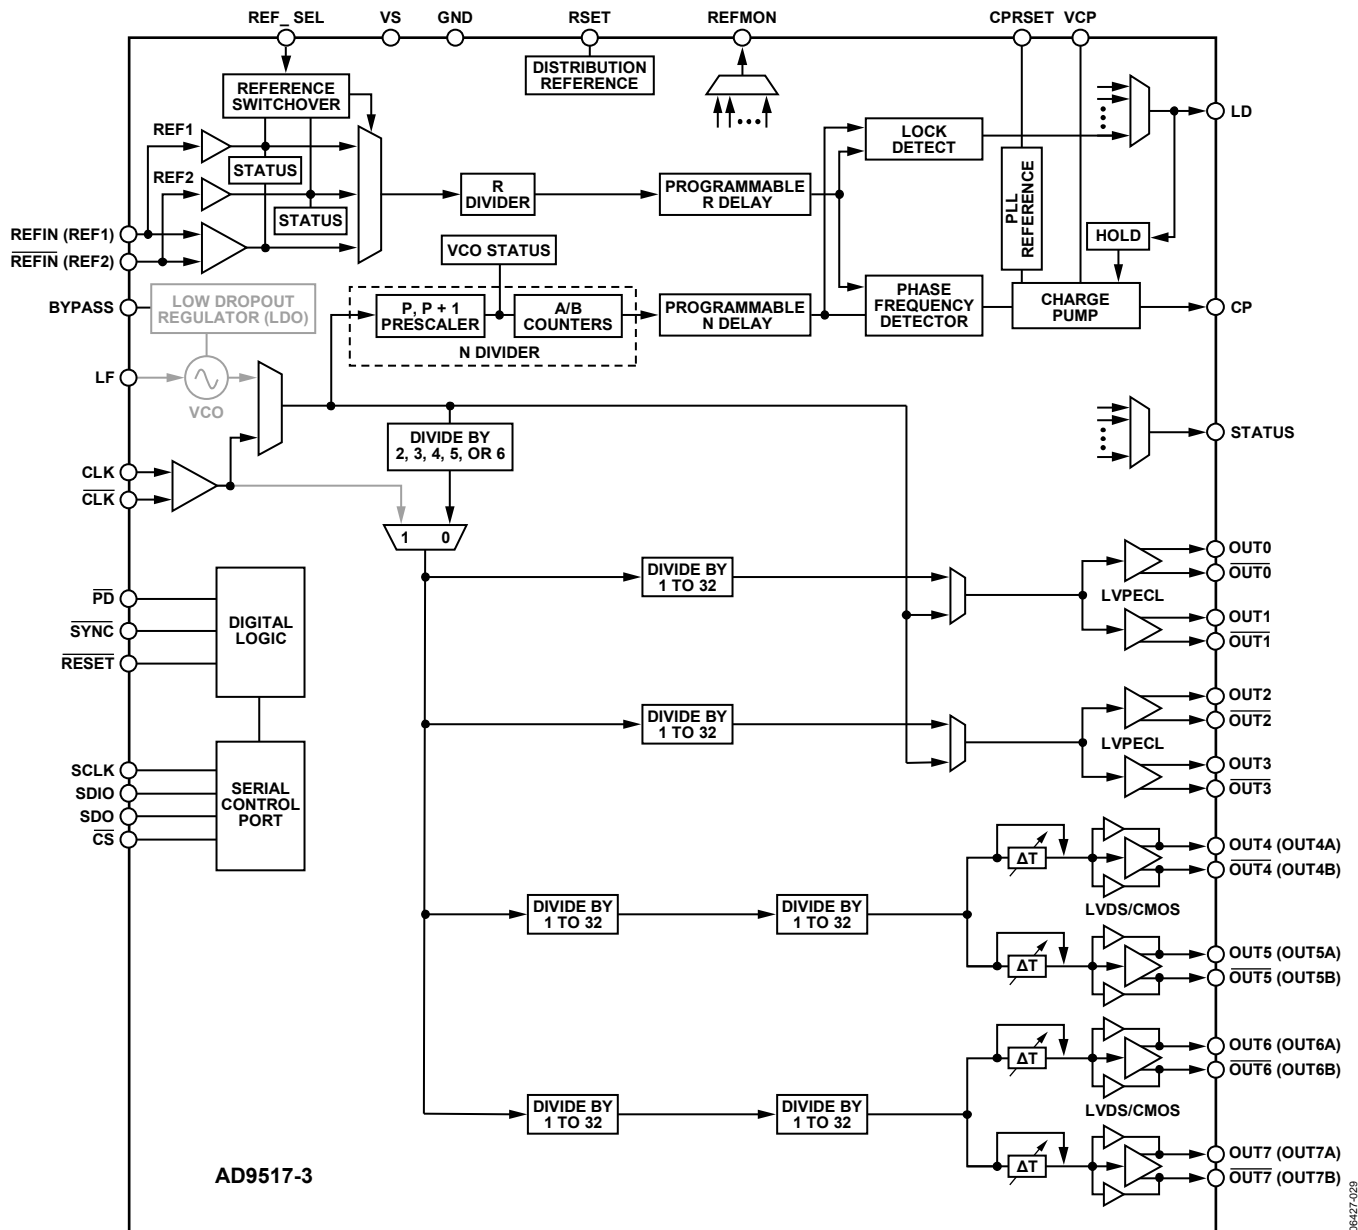 REF_ SEL
VS
GND
RSET
REFMON
CPRSET
VCP
DISTRIBUTION
REFERENCE
REFERENCE
SWITCHOVER
REF1
STATUS
REF2
STATUS
R
DIVIDER
PROGRAMMABLE
R DELAY
LOCK
DETECT
LD
PLL
REFERENCE
HOLD
REFIN (REF1)
REFIN (REF2)
VCO STATUS
BYPASS
LOW DROPOUT
REGULATOR (LDO)
P, P + 1
PRESCALER
A/B
COUNTERS
N DIVIDER
PROGRAMMABLE
N DELAY
PHASE
FREQUENCY
DETECTOR
CHARGE
PUMP
CP
LF
VCO
DIVIDE BY
2, 3, 4, 5, OR 6
STATUS
CLK
CLK
1
0
DIVIDE BY
1 TO 32
LVPECL
OUT0
OUT0
OUT1
OUT1
PD
SYNC
RESET
DIGITAL
LOGIC
DIVIDE BY
1 TO 32
LVPECL
OUT2
OUT2
OUT3
OUT3
SCLK
SDIO
SDO
CS
SERIAL
CONTROL
PORT
DIVIDE BY
1 TO 32
DIVIDE BY
1 TO 32
ΔT
ΔT
LVDS/CMOS
OUT4 (OUT4A)
OUT4 (OUT4B)
OUT5 (OUT5A)
OUT5 (OUT5B)
DIVIDE BY
1 TO 32
DIVIDE BY
1 TO 32
ΔT
ΔT
LVDS/CMOS
OUT6 (OUT6A)
OUT6 (OUT6B)
OUT7 (OUT7A)
OUT7 (OUT7B)
AD9517-3
06427-029